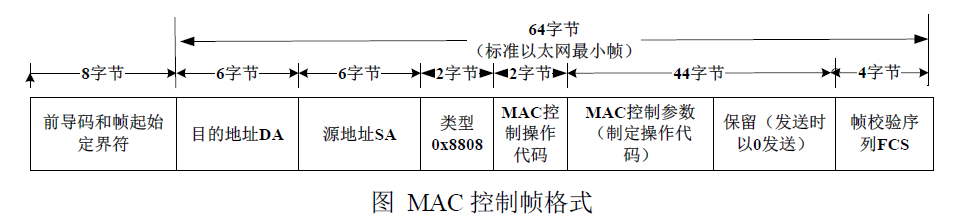 64字节
（标准以太网最小帧）
8字节
6字节
6字节
2字节
2字节
44字节
4字节
前导码和帧起始
定界符
目的地址DA
源地址SA
类型
0x8808
MAC控
制操作
代码
MAC控制参数
（制定操作代
码）
保留（发送时
以0发送）
帧校验序
列FCS
图 MAC 控制帧格式